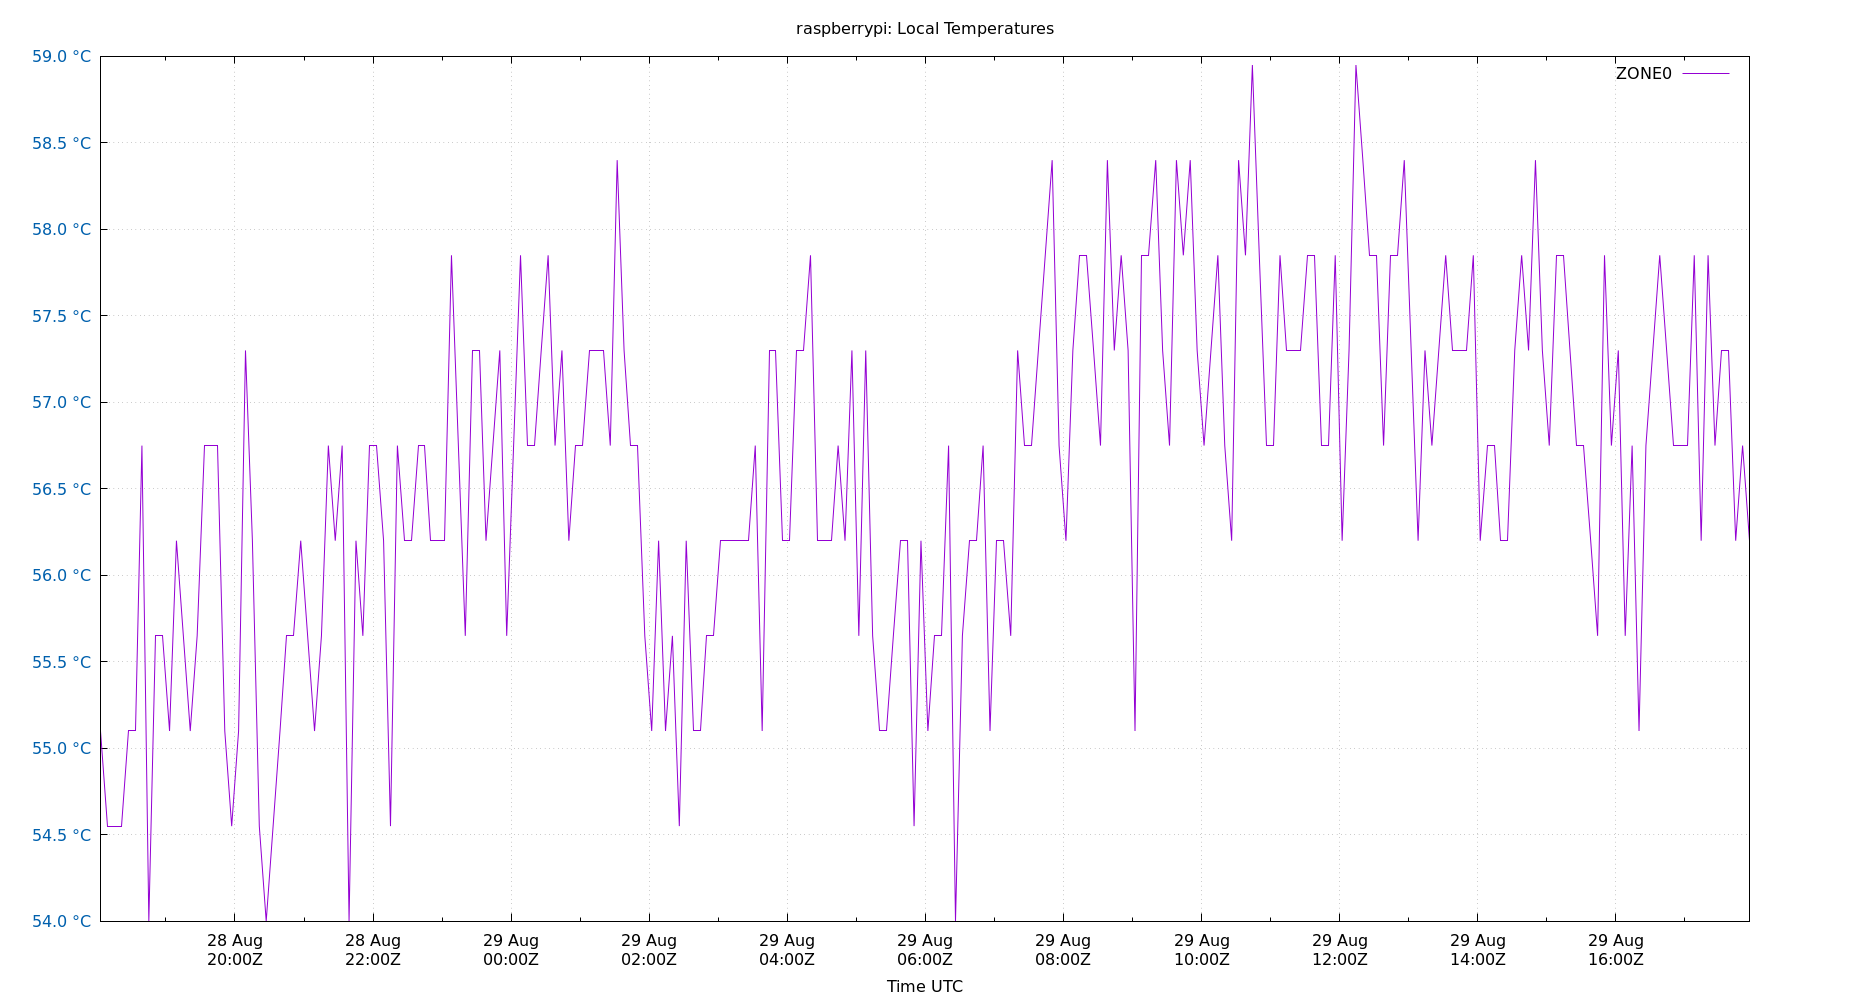 raspberrypi: Local Temperatures
59.0 °C
ZONE0
58.5 °C
58.0 °C
57.5 °C
57.0 °C
56.5 °C
56.0 °C
55.5 °C
55.0 °C
54.5 °C
54.0 °C
28 Aug 28 Aug 29 Aug 29 Aug 29 Aug 29 Aug 29 Aug 29 Aug 29 Aug 29 Aug 29 Aug
20:00Z 22:00Z 00:00Z 02:00Z 04:00Z 06:00Z 08:00Z 10:00Z 12:00Z 14:00Z 16:00Z
Time UTC